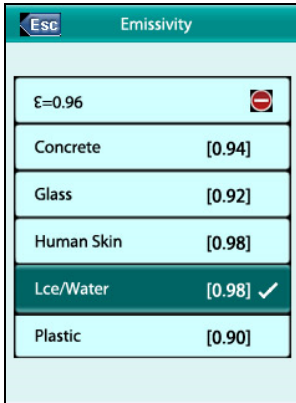 Esc Emissivity
Ɛ=0.96
Concrete [0.94]
Glass [0.92]
Human Skin [0.98]
Lce/Water [0.98]
Plastic [0.90]